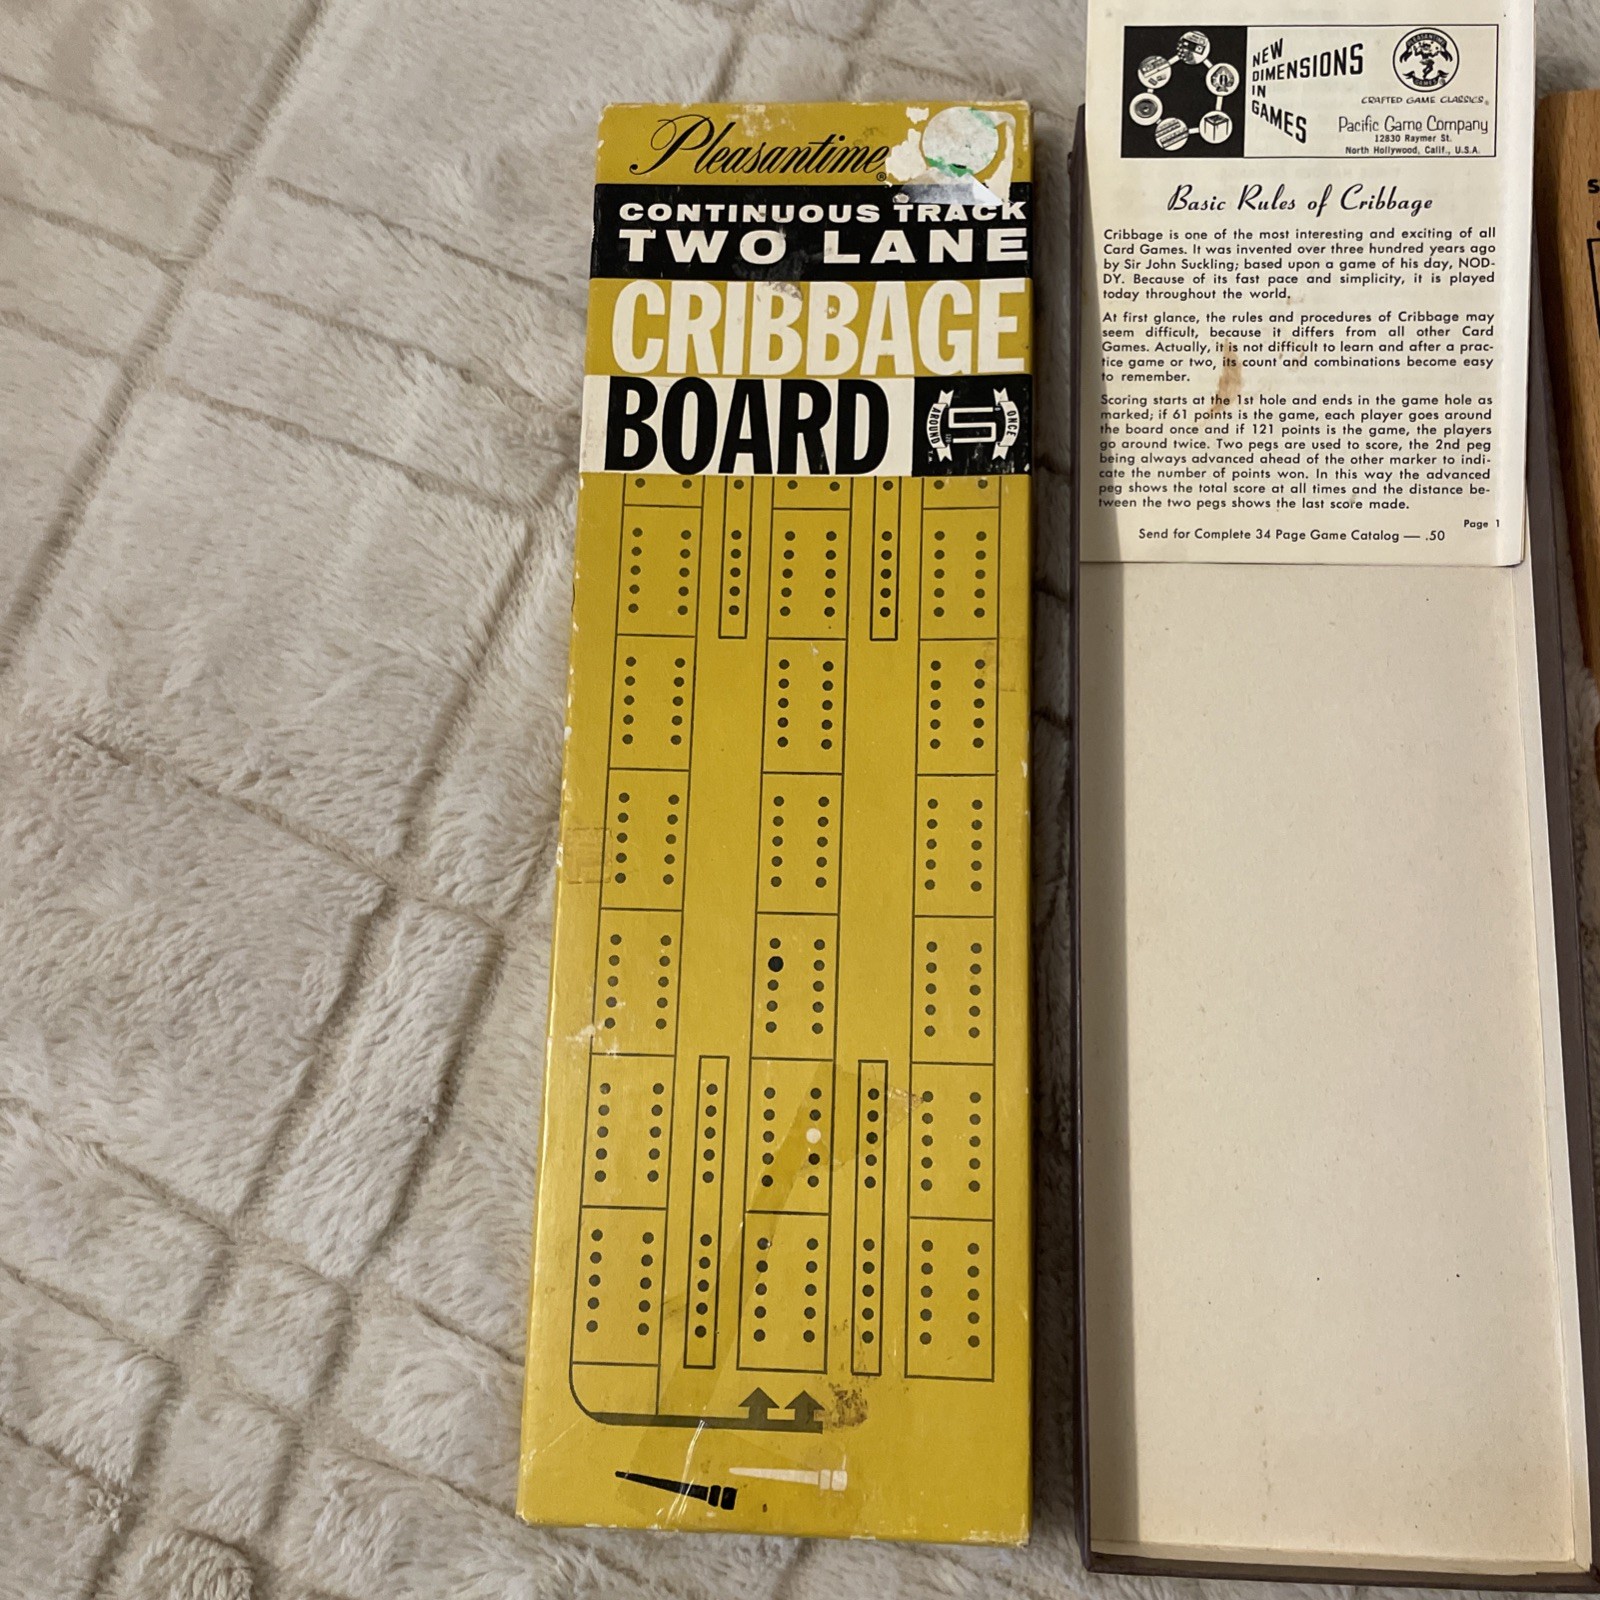 Pleasantime®
CONTINUOUS TRACK
TWO LANE
CRIBBAGE
BOARD
AROUND
S
ONCE
NEW
DIMENSIONS
IN
GAMES
PLEASANTIME
GAMES
CRAFTED GAME CLASSICS®
Pacific Game Company
12830 Raymer St.
North Hollywood, Calif., U.S.A.
Basic Rules of Cribbage
Cribbage is one of the most interesting and exciting of all
Card Games. It was invented over three hundred years ago
by Sir John Suckling; based upon a game of his day, NOD-
DY. Because of its fast pace and simplicity, it is played
today throughout the world.
At first glance, the rules and procedures of Cribbage may
seem difficult, because it differs from all other Card
Games. Actually, it is not difficult to learn and after a prac-
tice game or two, its count and combinations become easy
to remember.
Scoring starts at the 1st hole and ends in the game hole as
marked; if 61 points is the game, each player goes around
the board once and if 121 points is the game, the players
go around twice. Two pegs are used to score, the 2nd peg
being always advanced ahead of the other marker to indi-
cate the number of points won. In this way the advanced
peg shows the total score at all times and the distance be-
tween the two pegs shows the last score made.
Page 1
Send for Complete 34 Page Game Catalog — .50